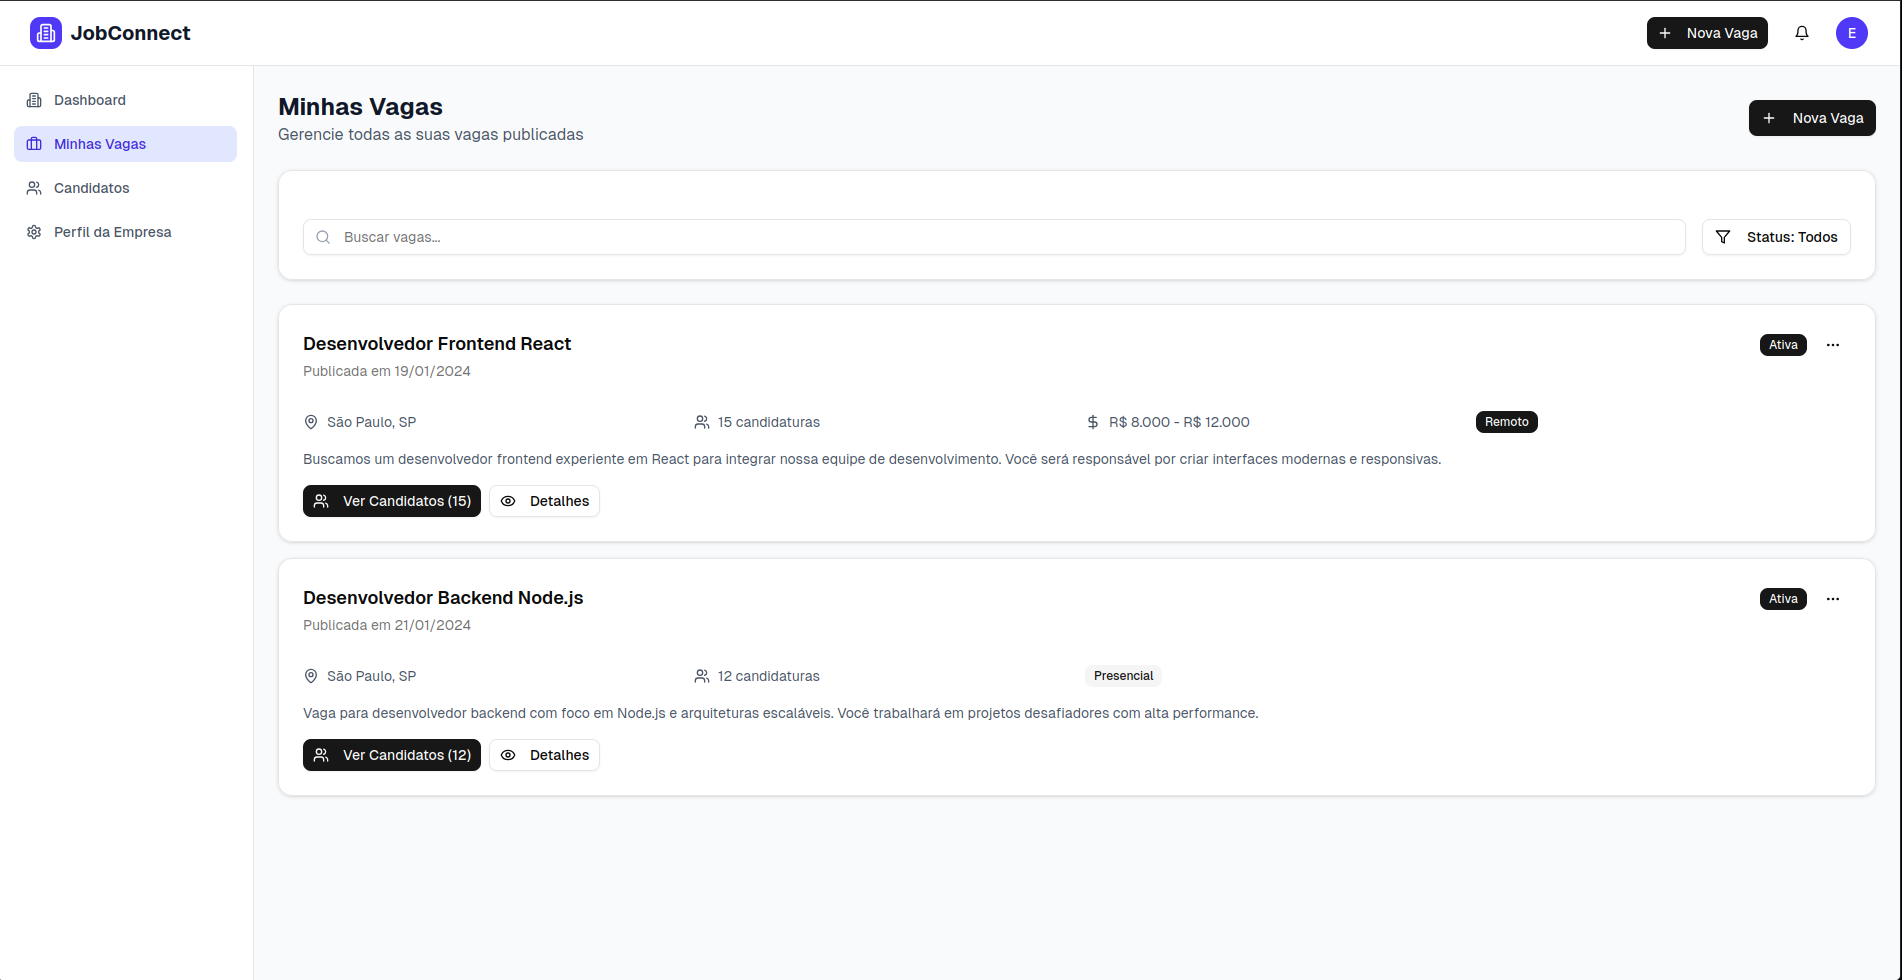 JobConnect
Nova Vaga
E
Dashboard
Minhas Vagas
Candidatos
Perfil da Empresa
Minhas Vagas
Gerencie todas as suas vagas publicadas
Nova Vaga
Buscar vagas...
Status: Todos
Desenvolvedor Frontend React
Ativa
Publicada em 19/01/2024
São Paulo, SP
15 candidaturas
R$ 8.000 - R$ 12.000
Remoto
Buscamos um desenvolvedor frontend experiente em React para integrar nossa equipe de desenvolvimento. Você será responsável por criar interfaces modernas e responsivas.
Ver Candidatos (15)
Detalhes
Desenvolvedor Backend Node.js
Ativa
Publicada em 21/01/2024
São Paulo, SP
12 candidaturas
Presencial
Vaga para desenvolvedor backend com foco em Node.js e arquiteturas escaláveis. Você trabalhará em projetos desafiadores com alta performance.
Ver Candidatos (12)
Detalhes